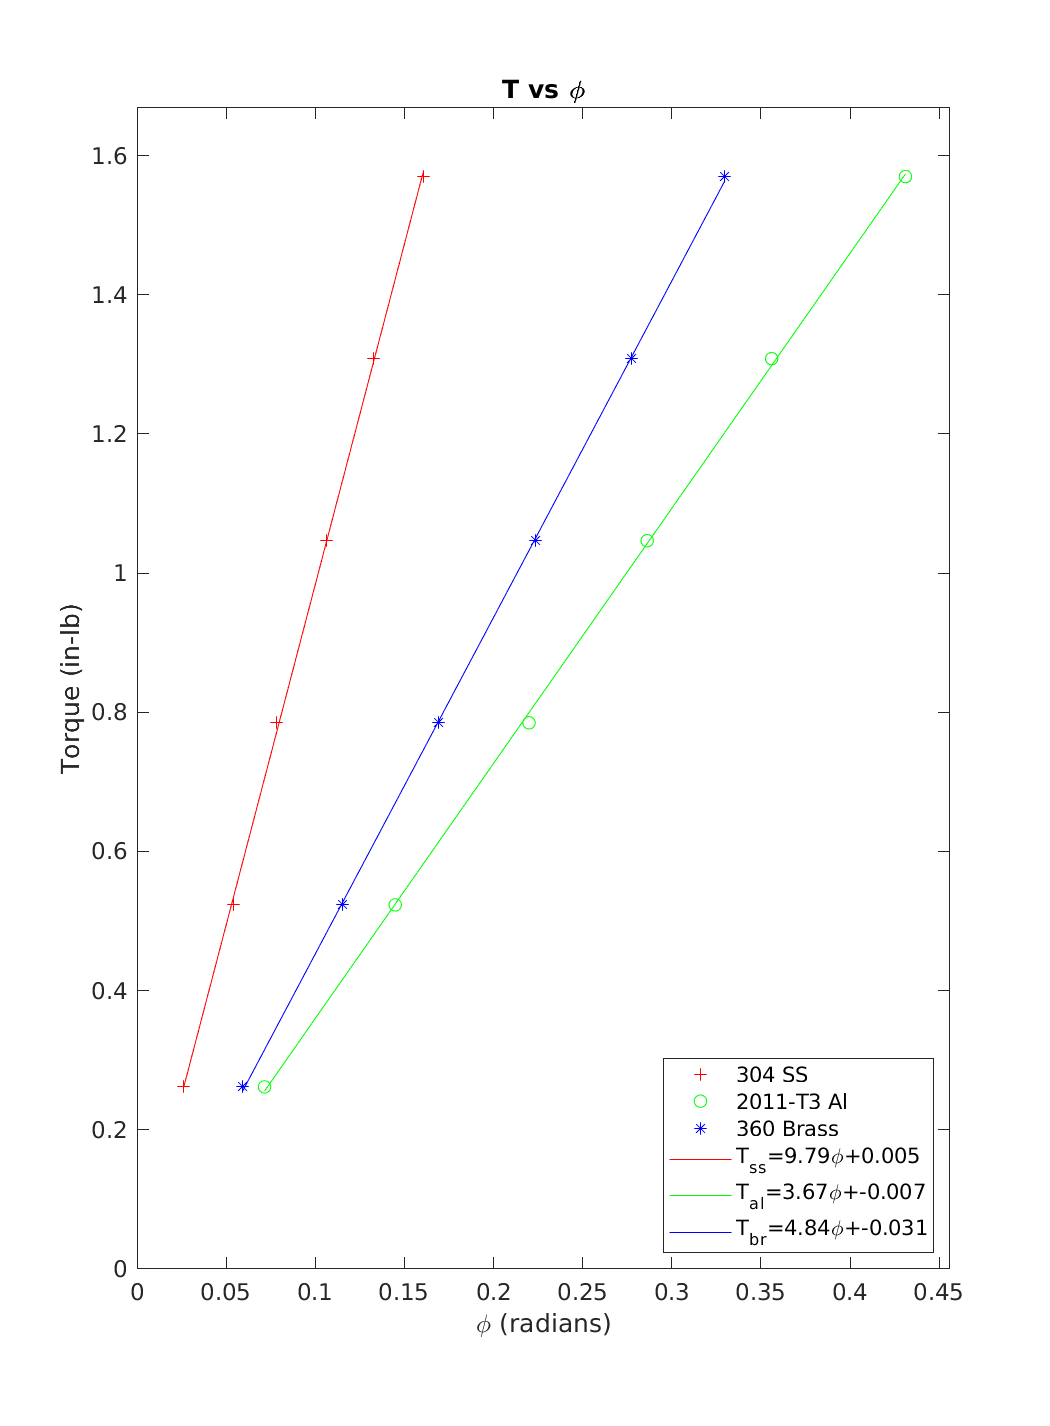 T vs ϕ
1.6
1.4
1.2
1
0.8
0.6
0.4
0.2
0
Torque (in-lb)
304 SS
2011-T3 Al
360 Brass
T_ss=9.79ϕ+0.005
T_al=3.67ϕ+-0.007
T_br=4.84ϕ+-0.031
0 0.05 0.1 0.15 0.2 0.25 0.3 0.35 0.4 0.45
ϕ (radians)